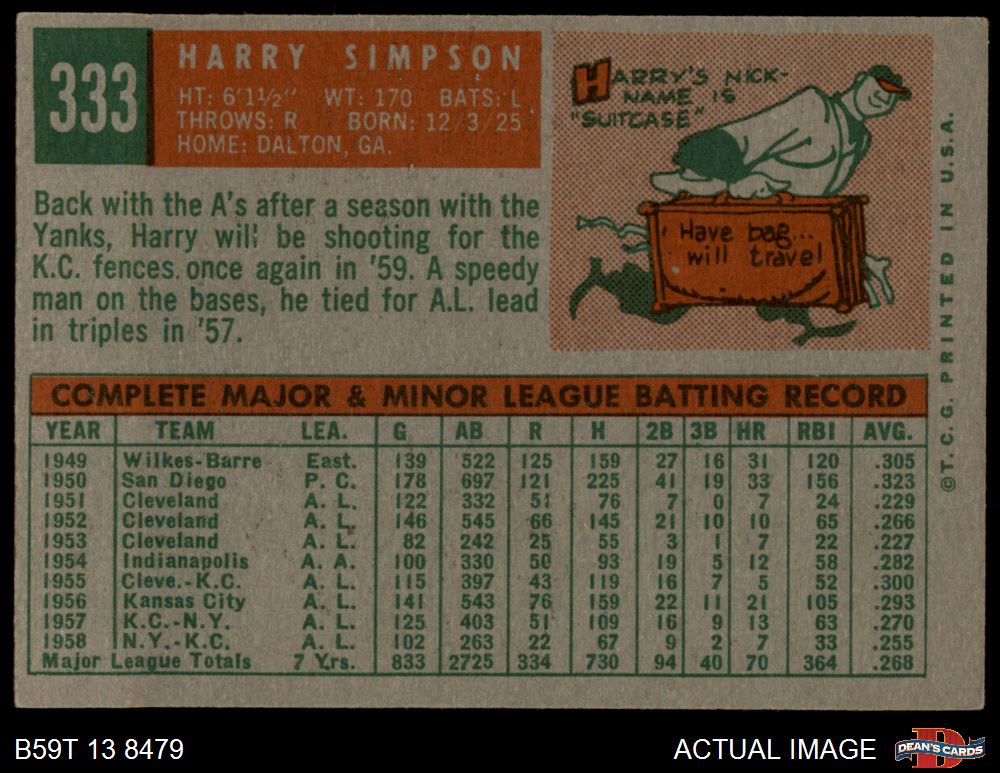 333
HARRY SIMPSON
HT: 6'1½" WT: 170 BATS: L
THROWS: R BORN: 12/3/25
HOME: DALTON, GA.
HARRY'S NICK-
NAME IS
"SUITCASE"
Have bag...
will travel
Back with the A's after a season with the
Yanks, Harry will be shooting for the
K.C. fences once again in '59. A speedy
man on the bases, he tied for A.L. lead
in triples in '57.
©T.C.G. PRINTED IN U.S.A.
COMPLETE MAJOR & MINOR LEAGUE BATTING RECORD
YEAR TEAM LEA. G AB R H 2B 3B HR RBI AVG.
1949 Wilkes-Barre East. 139 522 125 159 27 16 31 120 .305
1950 San Diego P. C. 178 697 121 225 41 19 33 156 .323
1951 Cleveland A. L. 122 332 51 76 7 0 7 24 .229
1952 Cleveland A. L. 146 545 66 145 21 10 10 65 .266
1953 Cleveland A. L. 82 242 25 55 3 1 7 22 .227
1954 Indianapolis A. A. 100 330 50 93 19 5 12 58 .282
1955 Cleve.-K.C. A. L. 115 397 43 119 16 7 5 52 .300
1956 Kansas City A. L. 141 543 76 159 22 11 21 105 .293
1957 K.C.-N.Y. A. L. 125 403 51 109 16 9 13 63 .270
1958 N.Y.-K.C. A. L. 102 263 22 67 9 2 7 33 .255
Major League Totals 7 Yrs. 833 2725 334 730 94 40 70 364 .268
B59T 13 8479
ACTUAL IMAGE
D
DEAN'S CARDS